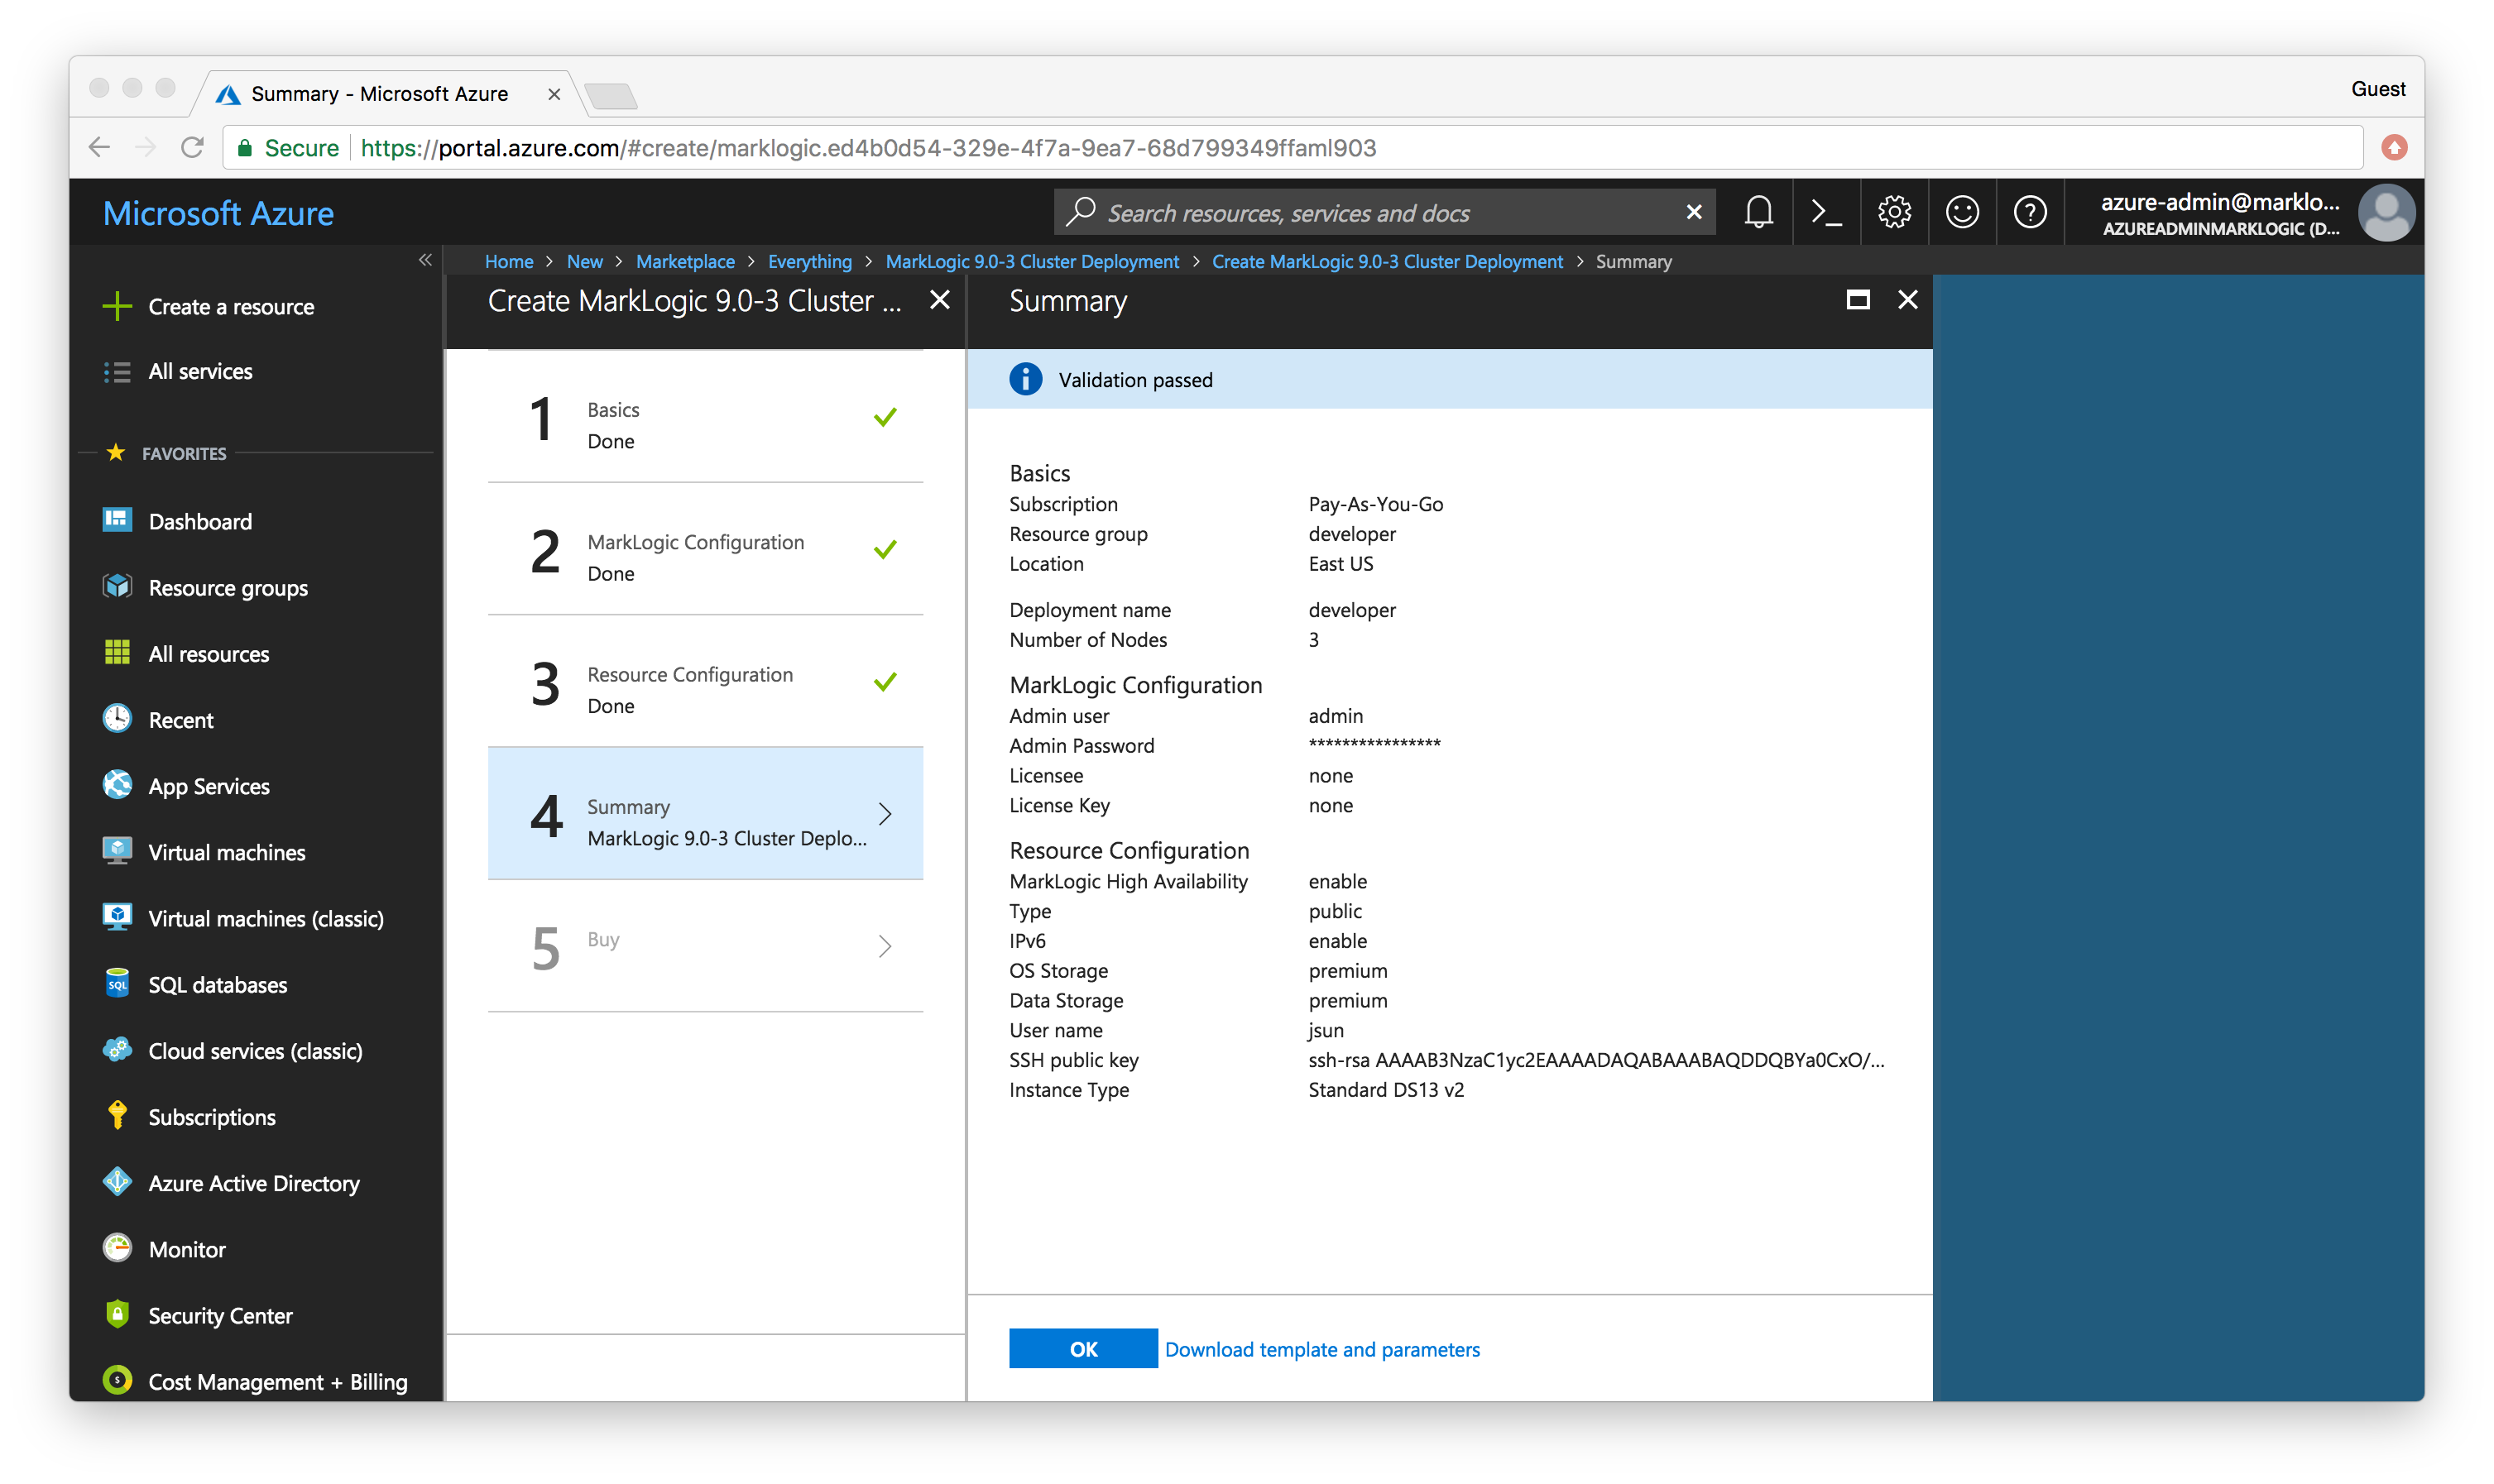 Summary - Microsoft Azure
Guest
Secure https://portal.azure.com/#create/marklogic.ed4b0d54-329e-4f7a-9ea7-68d799349ffaml903
Microsoft Azure
Search resources, services and docs
azure-admin@marklo...
AZUREADMINMARKLOGIC (D...
Home > New > Marketplace > Everything > MarkLogic 9.0-3 Cluster Deployment > Create MarkLogic 9.0-3 Cluster Deployment > Summary
Create a resource
All services
FAVORITES
Dashboard
Resource groups
All resources
Recent
App Services
Virtual machines
Virtual machines (classic)
SQL
SQL databases
Cloud services (classic)
Subscriptions
Azure Active Directory
Monitor
Security Center
Cost Management + Billing
Create MarkLogic 9.0-3 Cluster ...
1 Basics
Done
2 MarkLogic Configuration
Done
3 Resource Configuration
Done
4 Summary
MarkLogic 9.0-3 Cluster Deplo...
5 Buy
Summary
Validation passed
Basics
Subscription Pay-As-You-Go
Resource group developer
Location East US
Deployment name developer
Number of Nodes 3
MarkLogic Configuration
Admin user admin
Admin Password ****************
Licensee none
License Key none
Resource Configuration
MarkLogic High Availability enable
Type public
IPv6 enable
OS Storage premium
Data Storage premium
User name jsun
SSH public key ssh-rsa AAAAB3NzaC1yc2EAAAADAQABAAABAQDDQBYa0CxO/...
Instance Type Standard DS13 v2
OK Download template and parameters